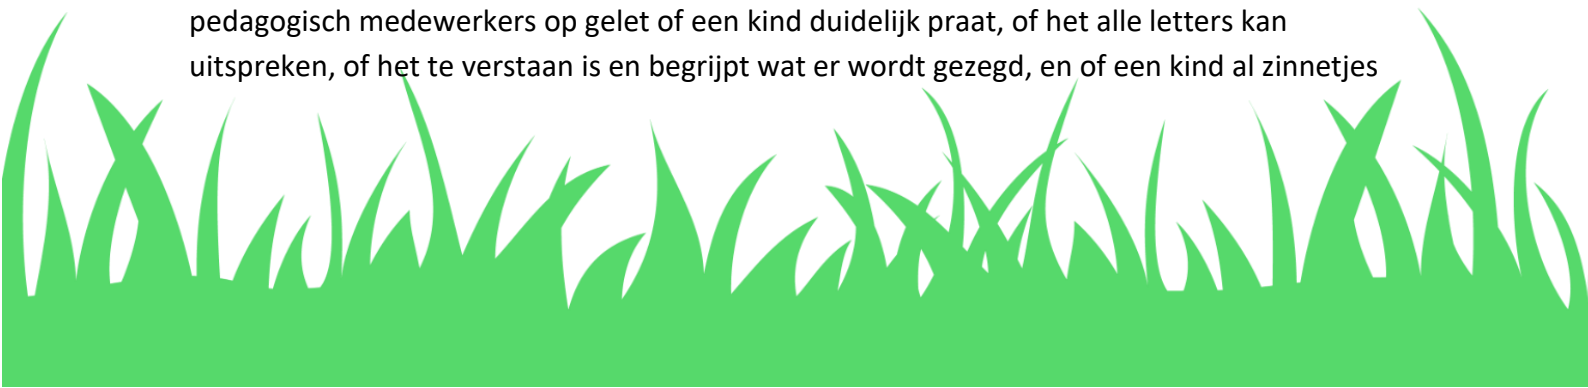 pedagogisch medewerkers op gelet of een kind duidelijk praat, of het alle letters kan
uitspreken, of het te verstaan is en begrijpt wat er wordt gezegd, en of een kind al zinnetjes